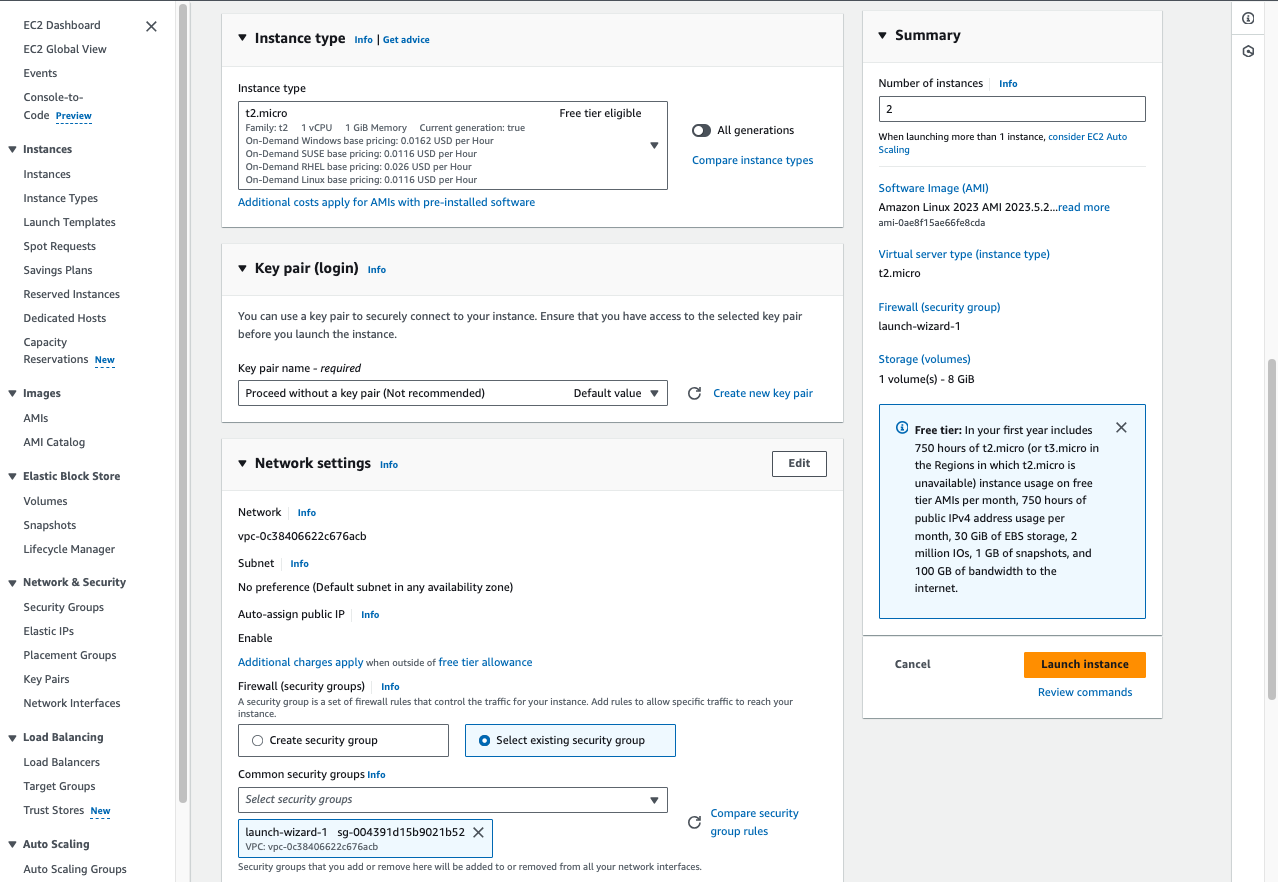 EC2 Dashboard
EC2 Global View
Events
Console-to-
Code Preview
Instances
Instances
Instance Types
Launch Templates
Spot Requests
Savings Plans
Reserved Instances
Dedicated Hosts
Capacity
Reservations New
Images
AMIs
AMI Catalog
Elastic Block Store
Volumes
Snapshots
Lifecycle Manager
Network & Security
Security Groups
Elastic IPs
Placement Groups
Key Pairs
Network Interfaces
Load Balancing
Load Balancers
Target Groups
Trust Stores New
Auto Scaling
Auto Scaling Groups
Instance type Info | Get advice
Instance type
t2.micro Free tier eligible
Family: t2 1 vCPU 1 GiB Memory Current generation: true
On-Demand Windows base pricing: 0.0162 USD per Hour
On-Demand SUSE base pricing: 0.0116 USD per Hour
On-Demand RHEL base pricing: 0.026 USD per Hour
On-Demand Linux base pricing: 0.0116 USD per Hour
All generations
Compare instance types
Additional costs apply for AMIs with pre-installed software
Key pair (login) Info
You can use a key pair to securely connect to your instance. Ensure that you have access to the selected key pair
before you launch the instance.
Key pair name - required
Proceed without a key pair (Not recommended) Default value
Create new key pair
Network settings Info
Edit
Network Info
vpc-0c38406622c676acb
Subnet Info
No preference (Default subnet in any availability zone)
Auto-assign public IP Info
Enable
Additional charges apply when outside of free tier allowance
Firewall (security groups) Info
A security group is a set of firewall rules that control the traffic for your instance. Add rules to allow specific traffic to reach your
instance.
Create security group
Select existing security group
Common security groups Info
Select security groups
launch-wizard-1 sg-004391d15b9021b52
VPC: vpc-0c38406622c676acb
Compare security
group rules
Security groups that you add or remove here will be added to or removed from all your network interfaces.
Summary
Number of instances Info
2
When launching more than 1 instance, consider EC2 Auto
Scaling
Software Image (AMI)
Amazon Linux 2023 AMI 2023.5.2...read more
ami-0ae8f15ae66fe8cda
Virtual server type (instance type)
t2.micro
Firewall (security group)
launch-wizard-1
Storage (volumes)
1 volume(s) - 8 GiB
Free tier: In your first year includes
750 hours of t2.micro (or t3.micro in
the Regions in which t2.micro is
unavailable) instance usage on free
tier AMIs per month, 750 hours of
public IPv4 address usage per
month, 30 GiB of EBS storage, 2
million IOs, 1 GB of snapshots, and
100 GB of bandwidth to the
internet.
Cancel
Launch instance
Review commands